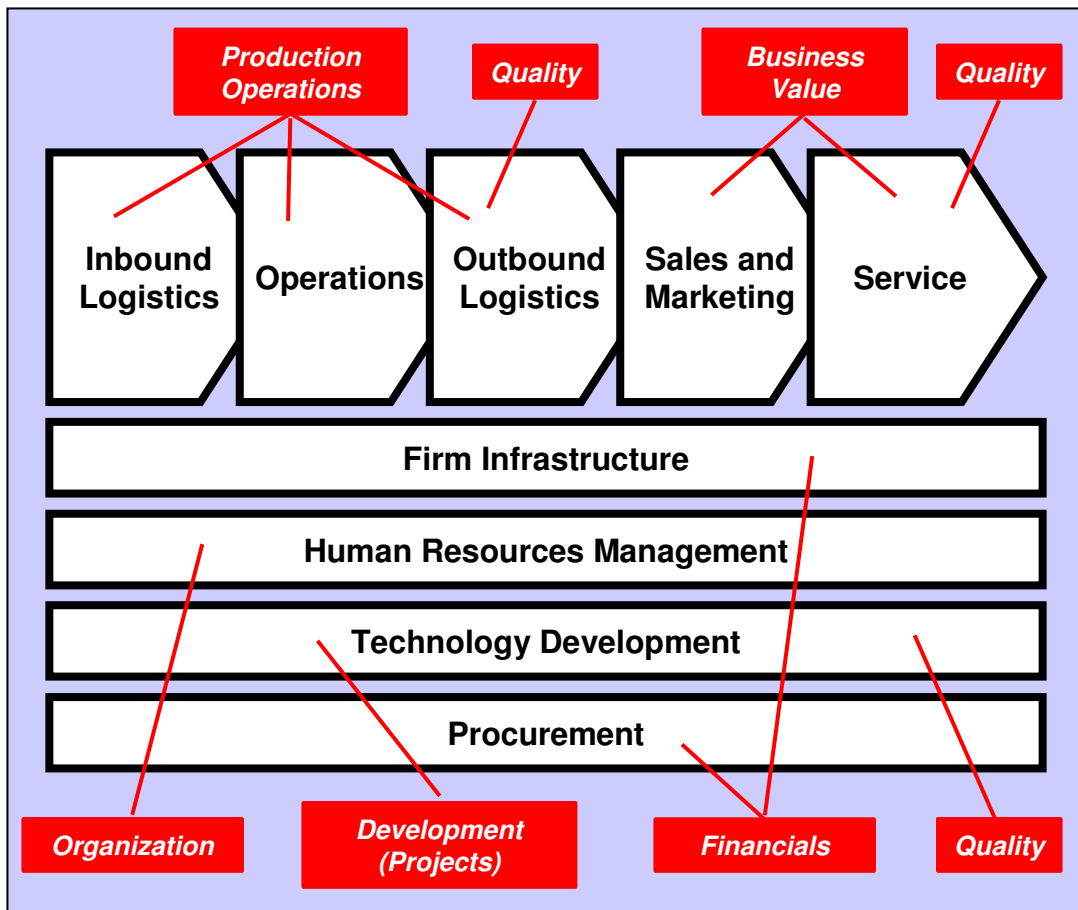 Production
Operations
Quality
Business
Value
Quality
Inbound
Logistics
Operations
Outbound
Logistics
Sales and
Marketing
Service
Firm Infrastructure
Human Resources Management
Technology Development
Procurement
Organization
Development
(Projects)
Financials
Quality